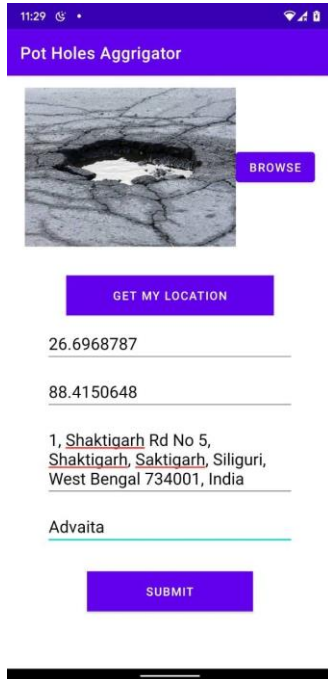 11:29
Pot Holes Aggrigator
BROWSE
GET MY LOCATION
26.6968787
88.4150648
1, Shaktigarh Rd No 5,
Shaktigarh, Saktigarh, Siliguri,
West Bengal 734001, India
Advaita
SUBMIT